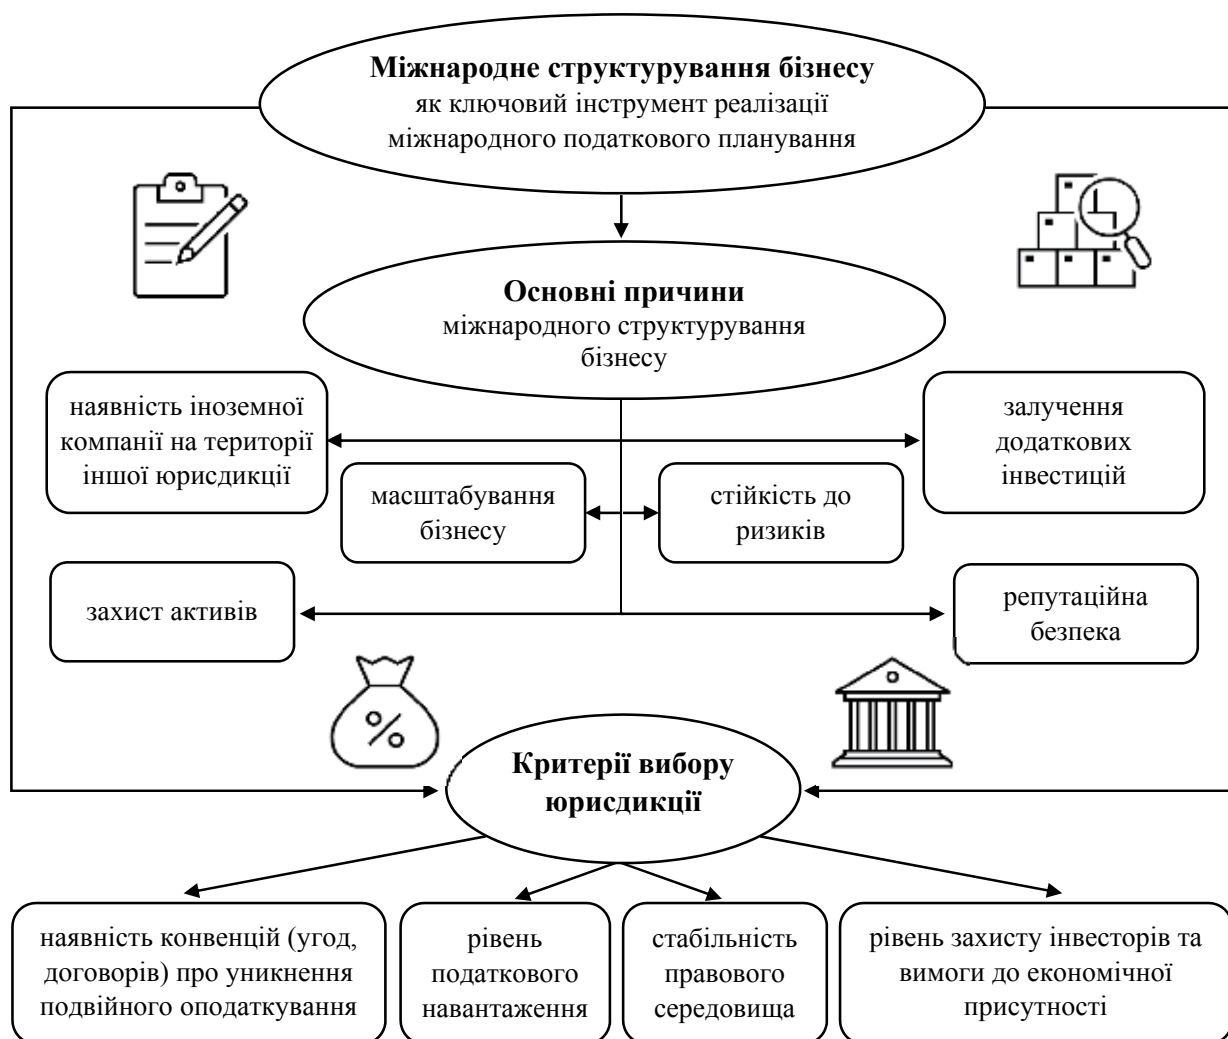 Міжнародне структурування бізнесу
як ключовий інструмент реалізації
міжнародного податкового планування
Основні причини
міжнародного структурування
бізнесу
наявність іноземної
компанії на території
іншої юрисдикції
залучення
додаткових
інвестицій
масштабування
бізнесу
стійкість до
ризиків
захист активів
репутаційна
безпека
%
Критерії вибору
юрисдикції
наявність конвенцій (угод,
договорів) про уникнення
подвійного оподаткування
рівень
податкового
навантаження
стабільність
правового
середовища
рівень захисту інвесторів та
вимоги до економічної
присутності